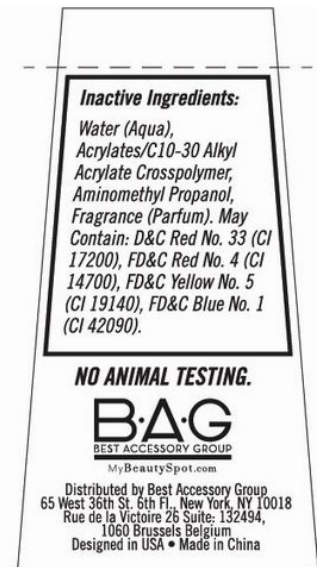 Inactive Ingredients:
Water (Aqua),
Acrylates/C10-30 Alkyl
Acrylate Crosspolymer,
Aminomethyl Propanol,
Fragrance (Parfum). May
Contain: D&C Red No. 33 (CI
17200), FD&C Red No. 4 (CI
14700), FD&C Yellow No. 5
(CI 19140), FD&C Blue No. 1
(CI 42090).
NO ANIMAL TESTING.
B·A·G
BEST ACCESSORY GROUP
MyBeautySpot.com
Distributed by Best Accessory Group
65 West 36th St. 6th Fl., New York, NY 10018
Rue de la Victoire 26 Suite: 132494,
1060 Brussels Belgium
Designed in USA • Made in China